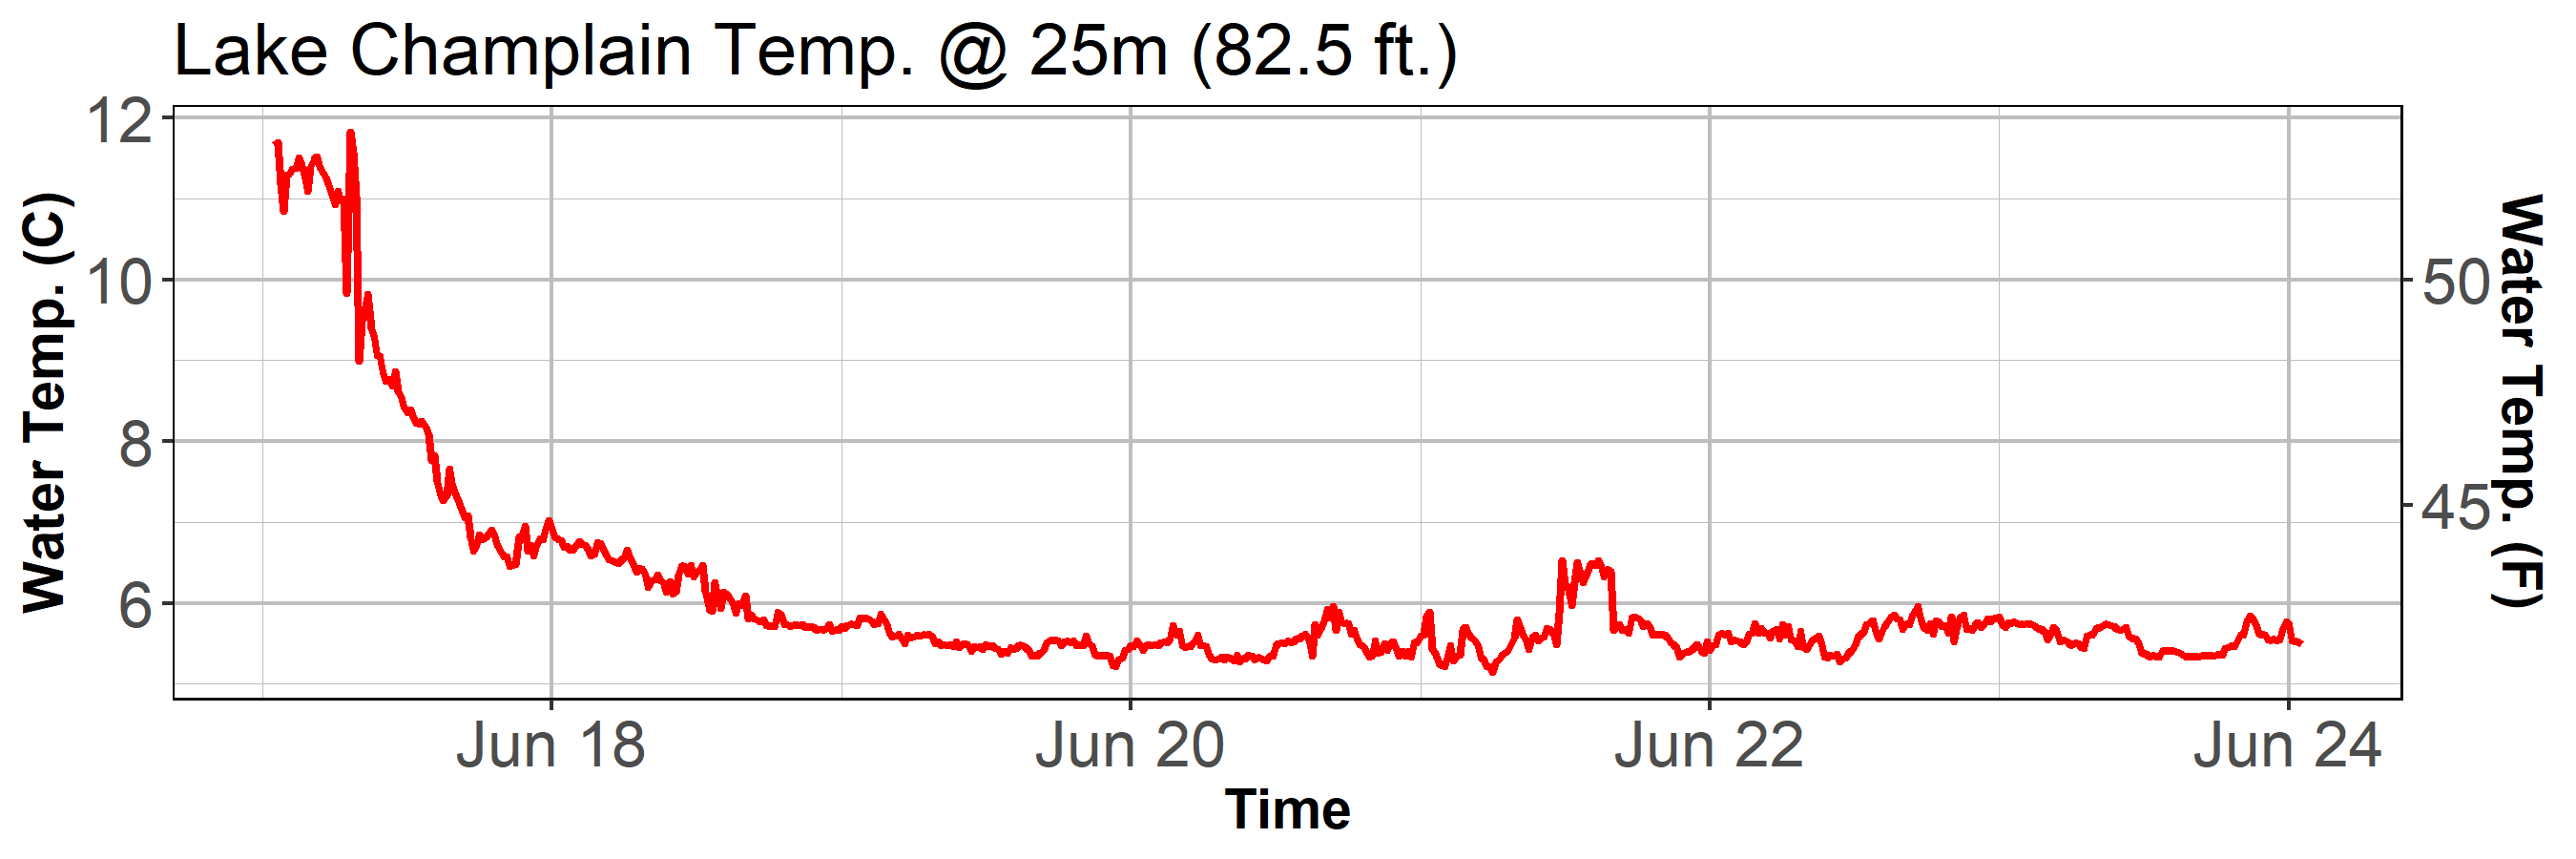 Lake Champlain Temp. @ 25m (82.5 ft.)
Water Temp. (C)
12
10
8
6
50
45
Water Temp. (F)
Jun 18 Jun 20 Jun 22 Jun 24
Time